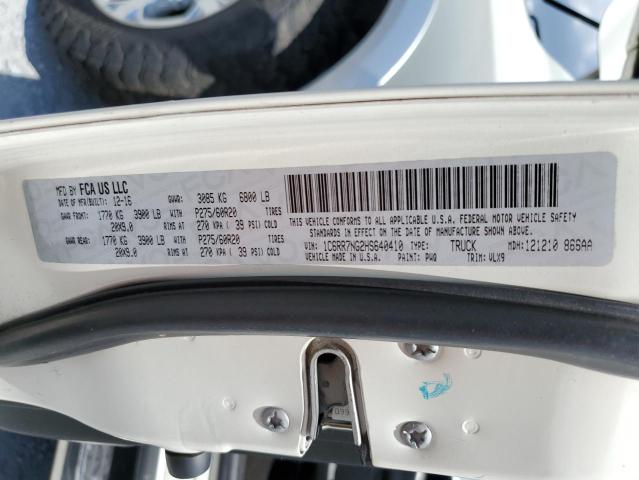 MFD BY FCA US LLC
DATE OF MFR(BUILT): 12-16 GVWR: 3085 KG 6800 LB
GAWR FRONT: 1770 KG 3900 LB WITH P275/60R20 TIRES
20X9.0 RIMS AT 270 KPA ( 39 PSI COLD)
GAWR REAR: 1770 KG 3900 LB WITH P275/60R20 TIRES
20X9.0 RIMS AT 270 KPA ( 39 PSI) COLD
THIS VEHICLE CONFORMS TO ALL APPLICABLE U.S.A. FEDERAL MOTOR VEHICLE SAFETY
STANDARDS IN EFFECT ON THE DATE OF MANUFACTURE SHOWN ABOVE.
VIN: 1C6RR7NG2HS640410 TYPE: TRUCK MDH: 121210 866AA
VEHICLE MADE IN U.S.A. PAINT: PWQ TRIM: VLX9